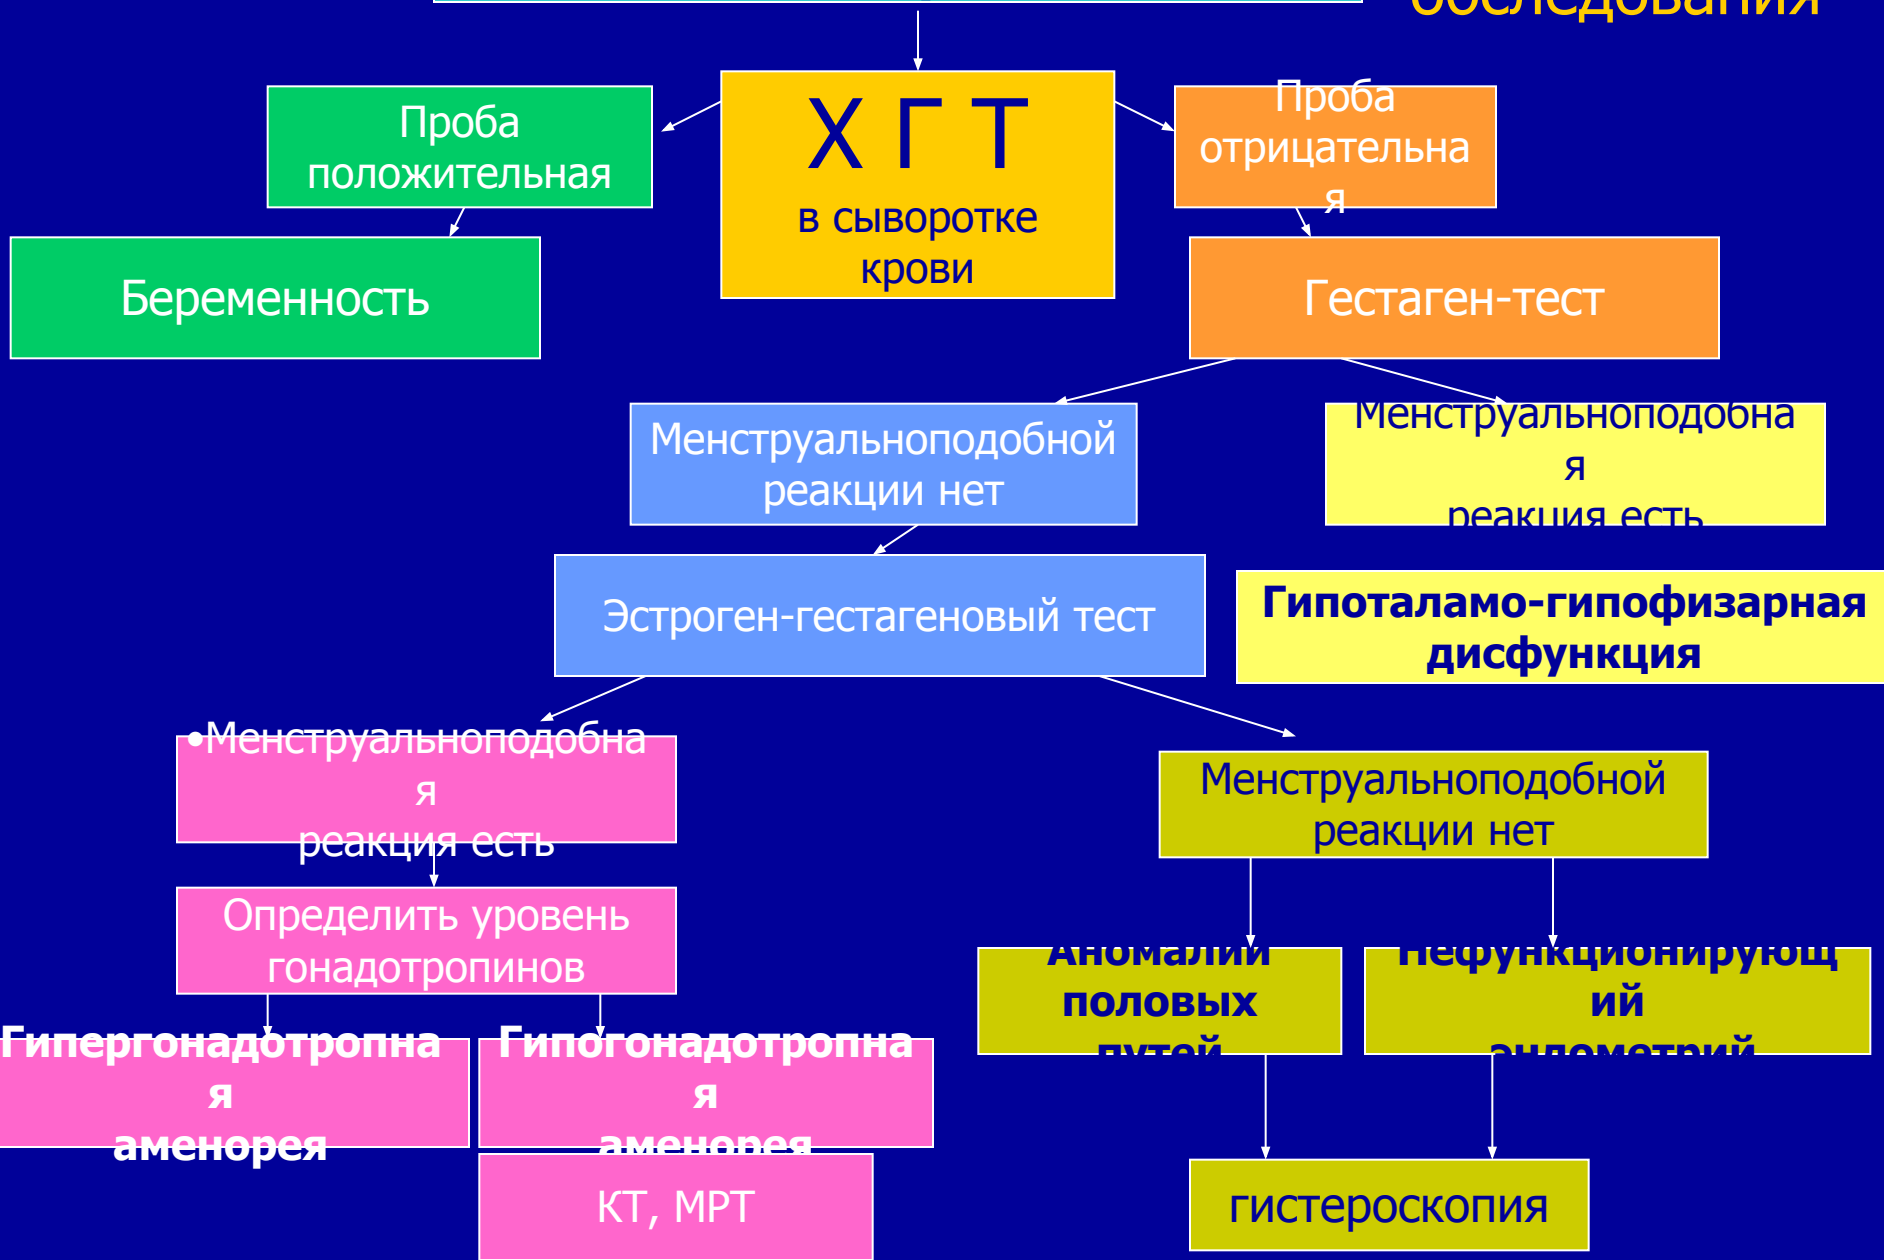 обследования
Проба
положительная
Х Г Т
в сыворотке
крови
Проба
отрицательна
я
Беременность
Гестаген-тест
Менструальноподобной
реакции нет
Менструальноподобна
я
реакция есть
Эстроген-гестагеновый тест
Гипоталамо-гипофизарная
дисфункция
•Менструальноподобна
я
реакция есть
Менструальноподобной
реакции нет
Определить уровень
гонадотропинов
Аномалии
половых
путей
Нефункционирующ
ий
эндометрий
Гипергонадотропна
я
аменорея
Гипогонадотропна
я
аменорея
КТ, МРТ
гистероскопия